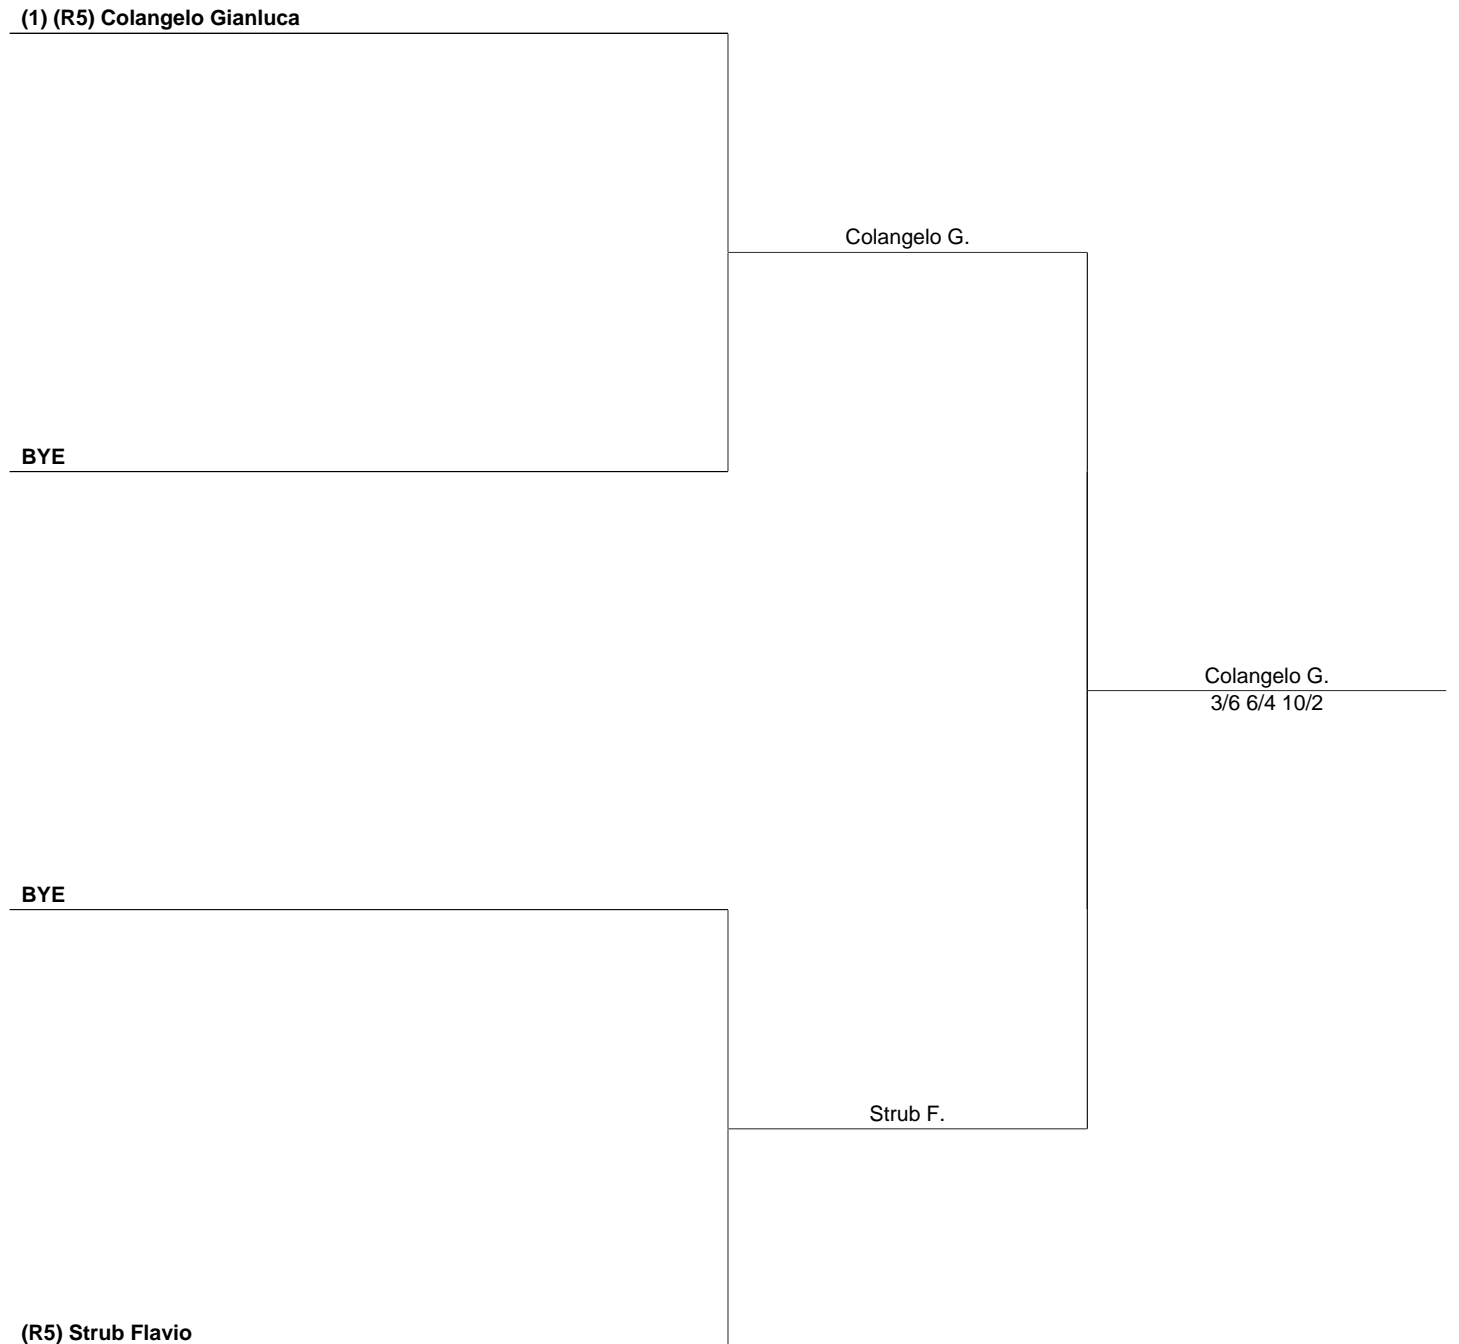 (1) (R5) Colangelo Gianluca
Colangelo G.
BYE
Colangelo G.
3/6 6/4 10/2
BYE
Strub F.
(R5) Strub Flavio